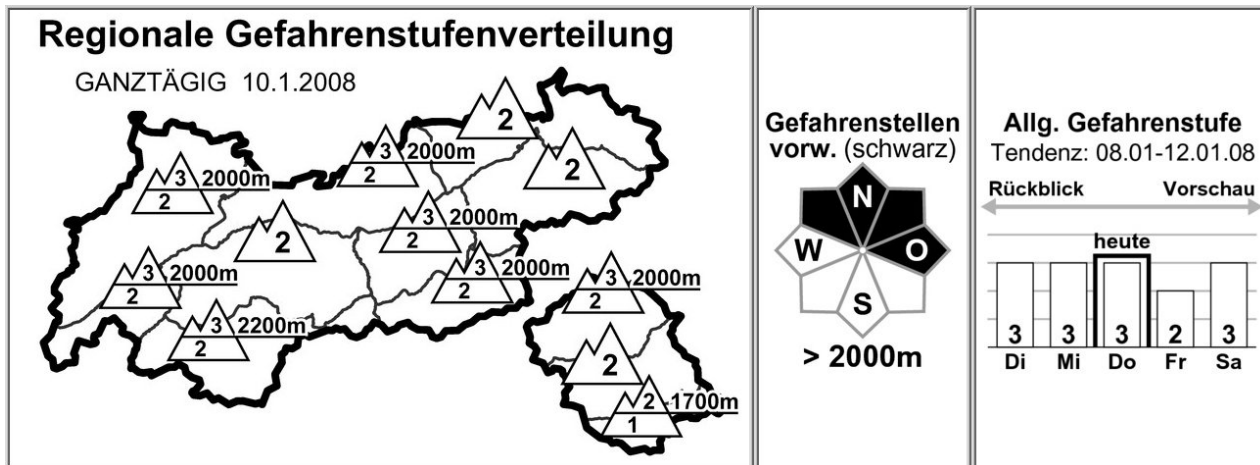 Regionale Gefahrenstufenverteilung
GANZTÄGIG 10.1.2008
2
3 2000m
2
2
3 2000m
2
3 2000m
2
2
3 2000m
2
3 2000m
2
3 2000m
2
3 2200m
2
3 2000m
2
2
2 1700m
1
Gefahrenstellen
vorw. (schwarz)
N
W O
S
> 2000m
Allg. Gefahrenstufe
Tendenz: 08.01-12.01.08
Rückblick Vorschau
heute
3 3 3 2 3
Di Mi Do Fr Sa